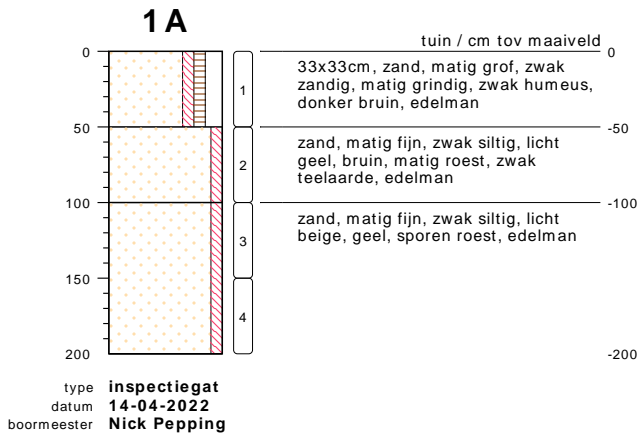 1A
tuin / cm tov maaiveld
0
0
33x33cm, zand, matig grof, zwak
zandig, matig grindig, zwak humeus,
donker bruin, edelman
1
50
-50
zand, matig fijn, zwak siltig, licht
geel, bruin, matig roest, zwak
teelaarde, edelman
2
100
-100
zand, matig fijn, zwak siltig, licht
beige, geel, sporen roest, edelman
3
150
4
200
-200
type inspectiegat
datum 14-04-2022
boormeester Nick Pepping